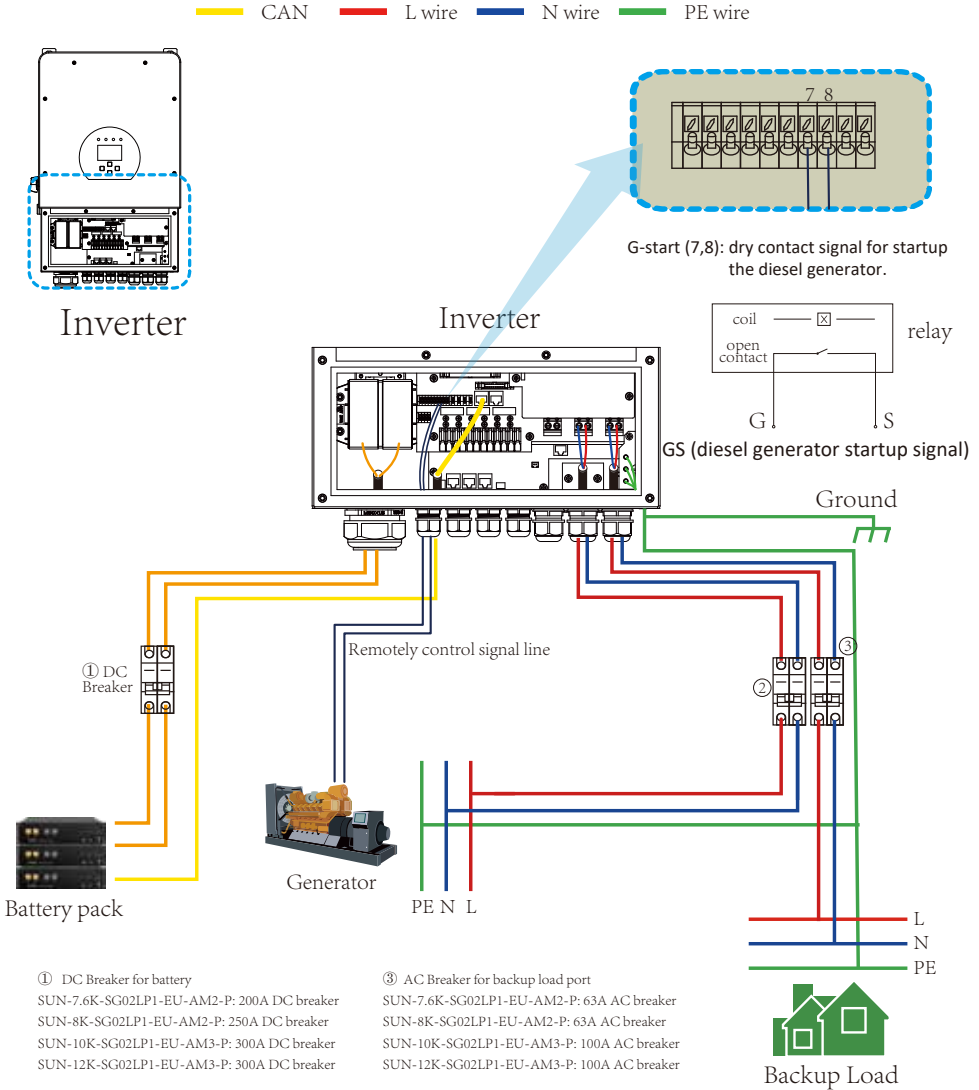 CAN L wire N wire PE wire
7 8
G-start (7,8): dry contact signal for startup
the diesel generator.
Inverter
Inverter
coil
open
contact
relay
G S
GS (diesel generator startup signal)
Ground
① DC
Breaker
Remotely control signal line
②
③
Generator
Battery pack
PE N L
L
N
PE
① DC Breaker for battery
SUN-7.6K-SG02LP1-EU-AM2-P: 200A DC breaker
SUN-8K-SG02LP1-EU-AM2-P: 250A DC breaker
SUN-10K-SG02LP1-EU-AM3-P: 300A DC breaker
SUN-12K-SG02LP1-EU-AM3-P: 300A DC breaker
③ AC Breaker for backup load port
SUN-7.6K-SG02LP1-EU-AM2-P: 63A AC breaker
SUN-8K-SG02LP1-EU-AM2-P: 63A AC breaker
SUN-10K-SG02LP1-EU-AM3-P: 100A AC breaker
SUN-12K-SG02LP1-EU-AM3-P: 100A AC breaker
Backup Load